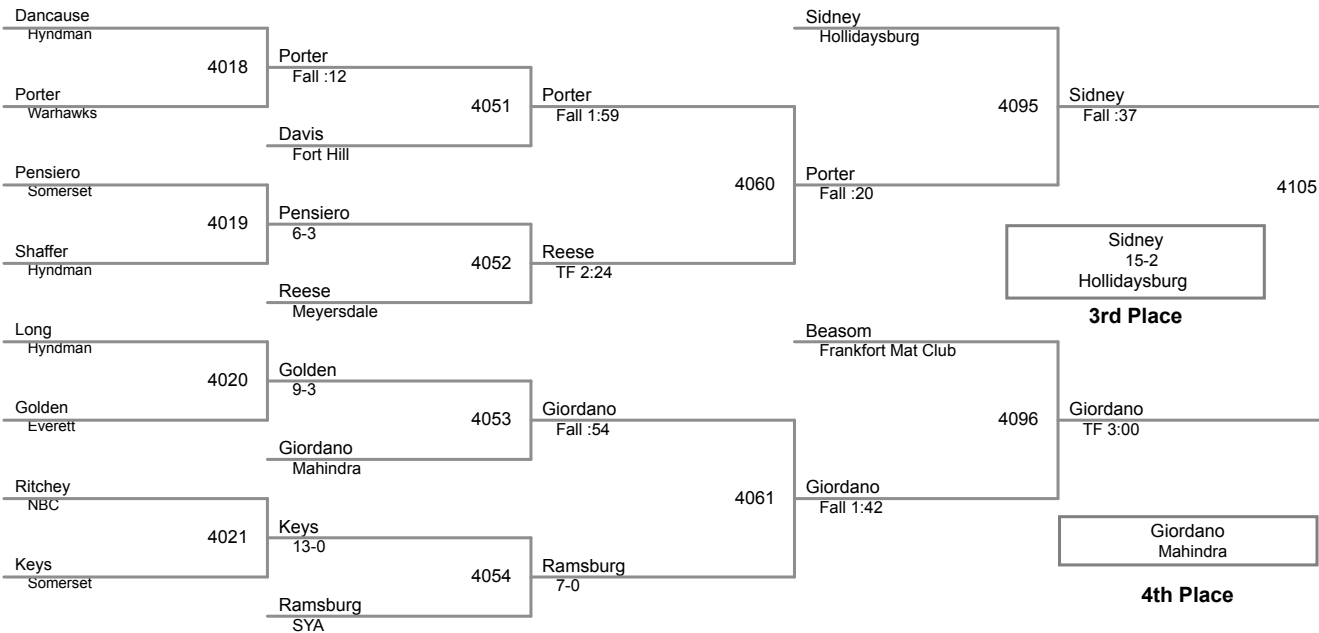 Dancause
Hyndman
4018
Porter
Warhawks
Porter
Fall :12
4051
Davis
Fort Hill
Porter
Fall 1:59
Pensiero
Somerset
4019
Shaffer
Hyndman
Pensiero
6-3
4052
Reese
Meyersdale
Reese
TF 2:24
4060
Porter
Fall :20
Sidney
Hollidaysburg
4095
Sidney
Fall :37
4105
Sidney
15-2
Hollidaysburg
3rd Place
Long
Hyndman
4020
Golden
Everett
Golden
9-3
4053
Giordano
Mahindra
Giordano
Fall :54
Ritchey
NBC
4021
Keys
Somerset
Keys
13-0
4054
Ramsburg
SYA
Ramsburg
7-0
4061
Giordano
Fall 1:42
Beasom
Frankfort Mat Club
4096
Giordano
TF 3:00
Giordano
Mahindra
4th Place